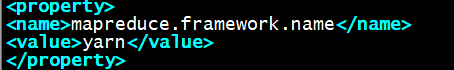 <property>
<name>mapreduce.framework.name</name>
<value>yarn</value>
</property>